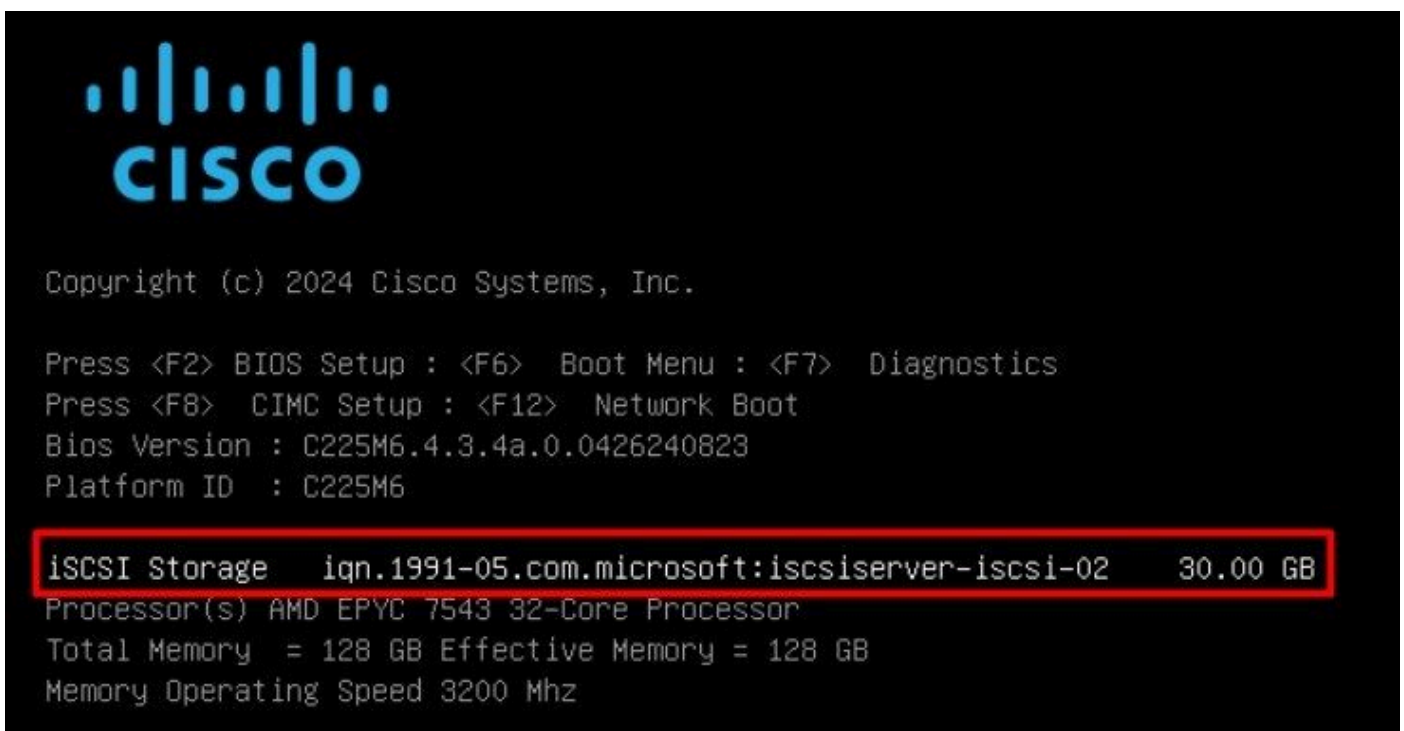 CISCO
Copyright (c) 2024 Cisco Systems, Inc.
Press <F2> BIOS Setup : <F6> Boot Menu : <F7> Diagnostics
Press <F8> CIMC Setup : <F12> Network Boot
Bios Version : C225M6.4.3.4a.0.0426240823
Platform ID : C225M6
iSCSI Storage iqn.1991-05.com.microsoft:iscsiserver-iscsi-02 30.00 GB
Processor(s) AMD EPYC 7543 32-Core Processor
Total Memory = 128 GB Effective Memory = 128 GB
Memory Operating Speed 3200 Mhz